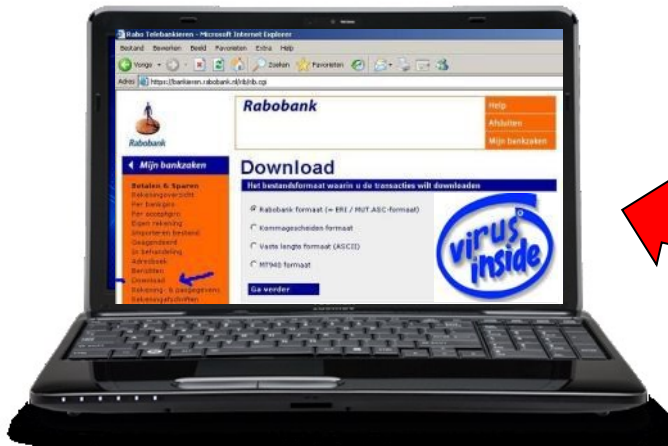 Rabo Telebankieren - Microsoft Internet Explorer
Bestand Bewerken Beeld Favorieten Extra Help
Vorige Zoeken Favorieten
Adres https://bankieren.rabobank.nl/rib/rib.cgi
Rabobank
Rabobank
Help
Afsluiten
Mijn bankzaken
Mijn bankzaken
Betalen & Sparen
Rekeningoverzicht
Per bankgiro
Per acceptgiro
Eigen rekening
Importeren bestand
Geagendeerd
In behandeling
Adresboek
Berichten
Download
Rekening- & pasgegevens
Rekeningafschriften
Download
Het bestandsformaat waarin u de transacties wilt downloaden
Rabobank formaat (= ERI / MUT.ASC-formaat)
Kommagescheiden formaat
Vaste lengte formaat (ASCII)
MT940 formaat
Ga verder
virus
inside
TOSHIBA